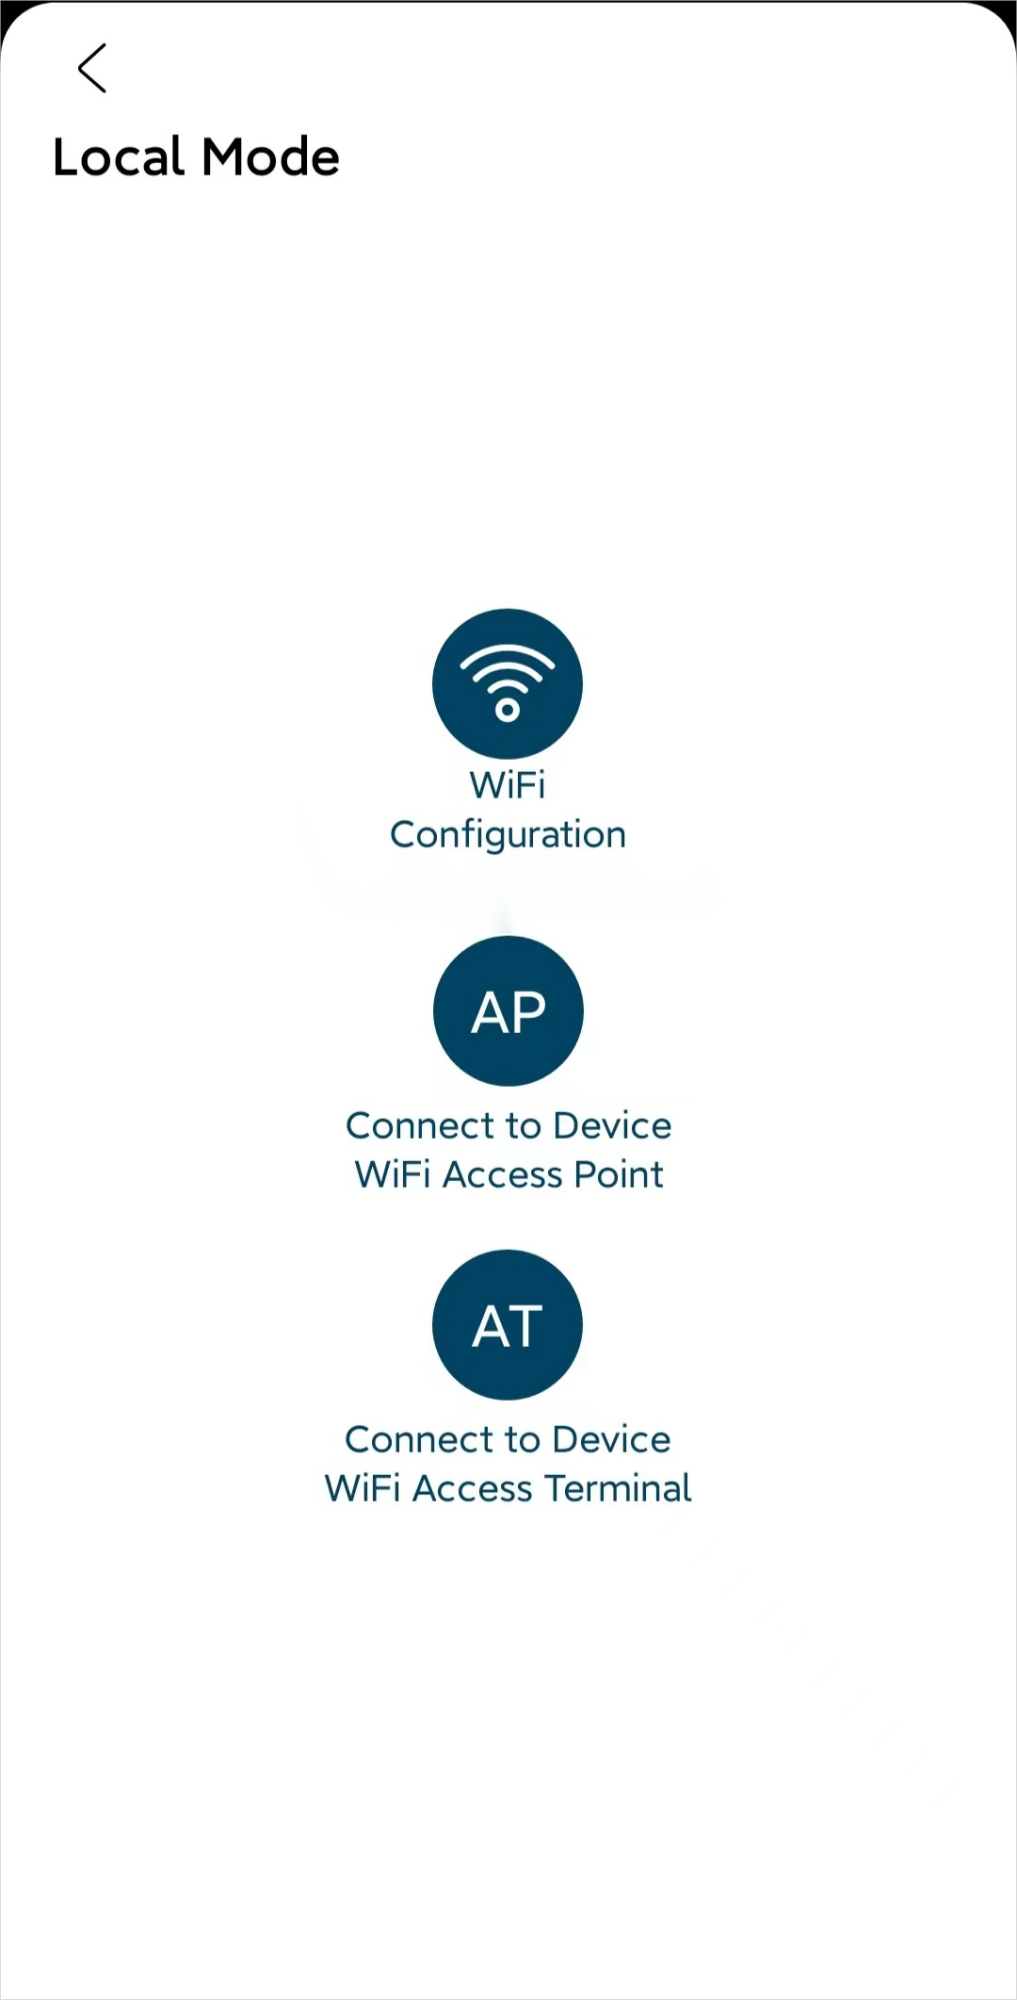 Local Mode
WiFi
Configuration
AP
Connect to Device
WiFi Access Point
AT
Connect to Device
WiFi Access Terminal